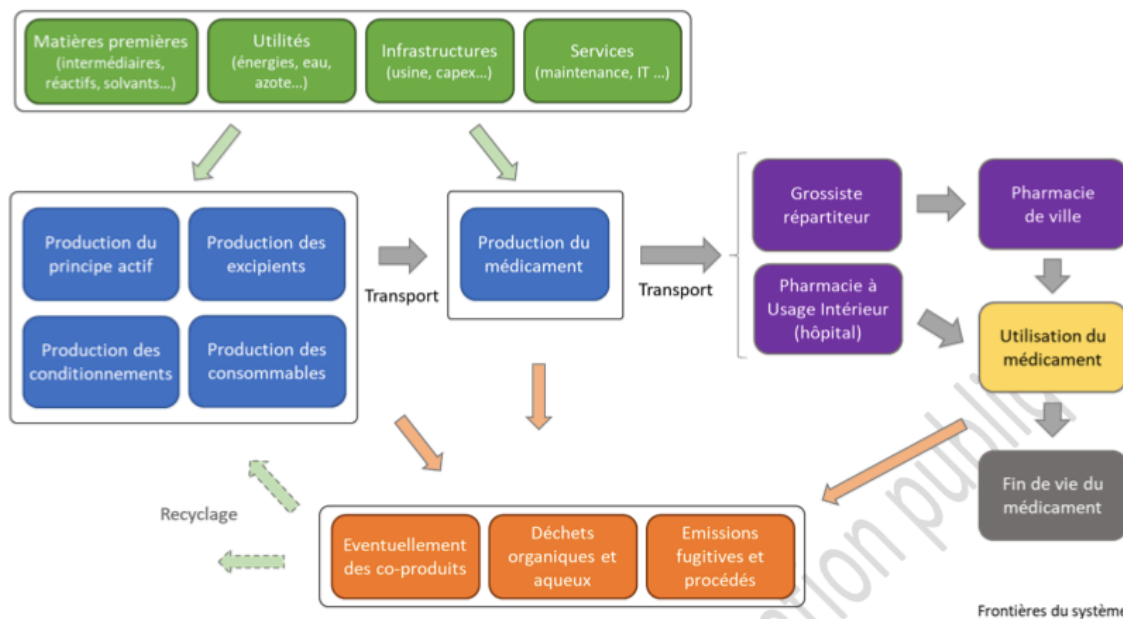 Matières premières
(intermédiaires,
réactifs, solvants...)
Utilités
(énergies, eau,
azote...)
Infrastructures
(usine, capex...)
Services
(maintenance, IT ...)
Production du
principe actif
Production des
excipients
Production des
conditionnements
Production des
consommables
Transport
Production du
médicament
Transport
Grossiste
répartiteur
Pharmacie à
Usage Intérieur
(hôpital)
Pharmacie
de ville
Utilisation du
médicament
Fin de vie du
médicament
Recyclage
Eventuellement
des co-produits
Déchets
organiques et
aqueux
Emissions
fugitives et
procédés
Frontières du système